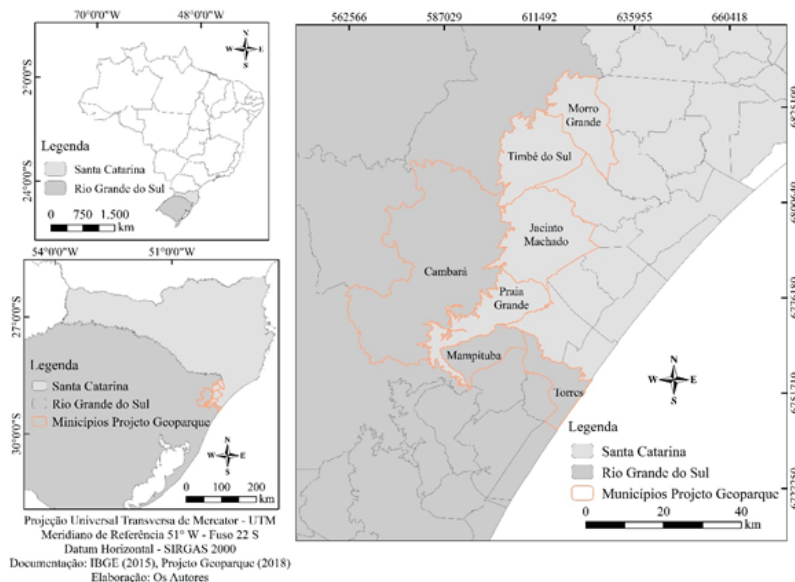 70°0'0"W 48°0'0"W
N
W E
S
2°0'0"S
24°0'0"S
Legenda
Santa Catarina
Rio Grande do Sul
0 750 1.500
km
54°0'0"W 51°0'0"W
27°0'0"S
30°0'0"S
Legenda
Santa Catarina
Rio Grande do Sul
Minicípios Projeto Geoparque
N
W E
S
0 100 200
km
Projeção Universal Transversa de Mercator - UTM
Meridiano de Referência 51° W - Fuso 22 S
Datum Horizontal - SIRGAS 2000
Documentação: IBGE (2015), Projeto Geoparque (2018)
Elaboração: Os Autores
562566 587029 611492 635955 660418
6825100
6800640
6776180
6751710
Morro
Grande
Timbé do Sul
Jacinto
Machado
Cambará
Praia
Grande
Mampituba
Torres
N
W E
S
Legenda
Santa Catarina
Rio Grande do Sul
Municípios Projeto Geoparque
0 20 40
km